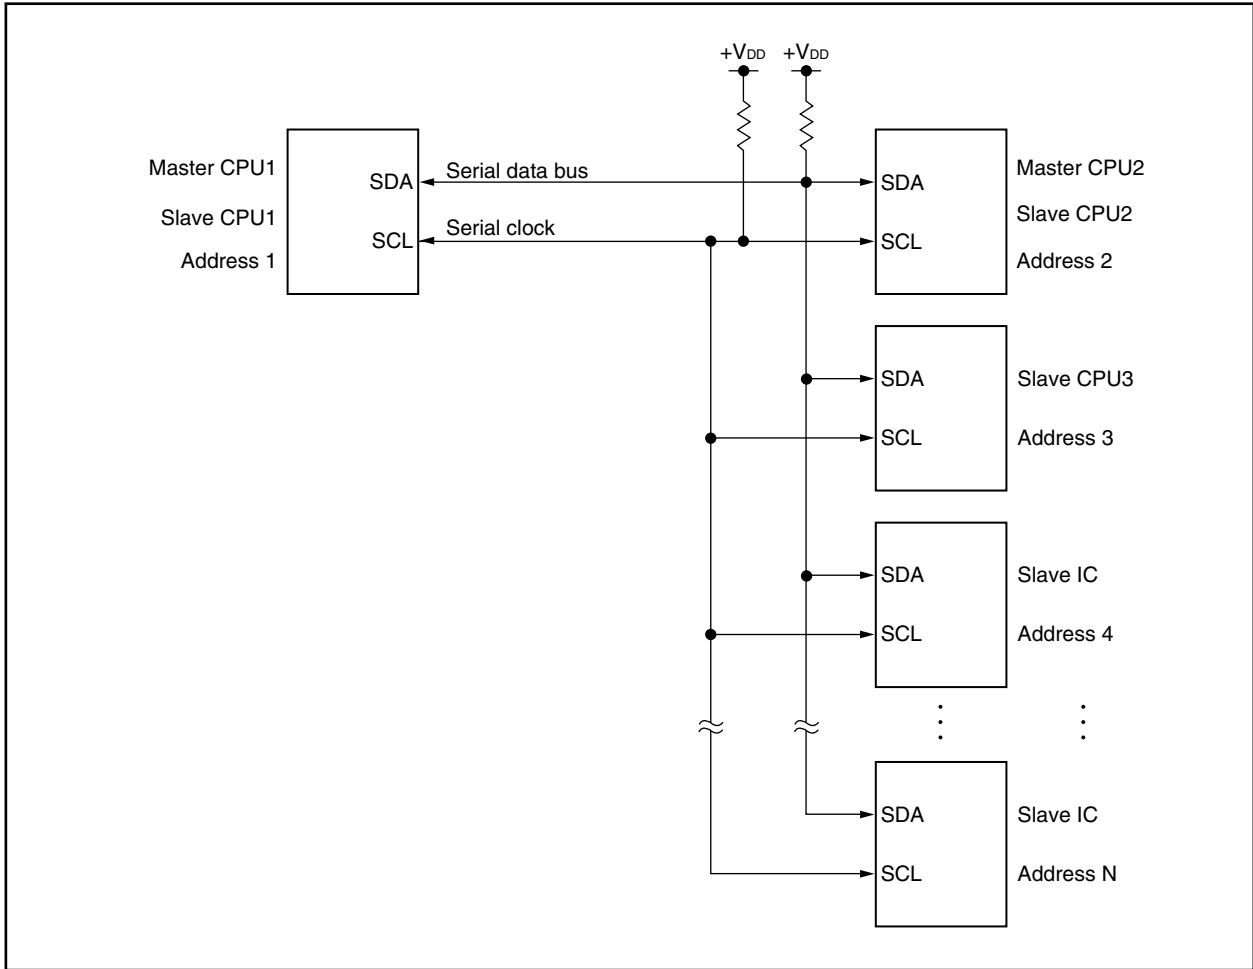 +VDD
+VDD
Master CPU1
Slave CPU1
Address 1
SDA
SCL
Serial data bus
Serial clock
SDA
SCL
Master CPU2
Slave CPU2
Address 2
SDA
SCL
Slave CPU3
Address 3
SDA
SCL
Slave IC
Address 4
SDA
SCL
Slave IC
Address N